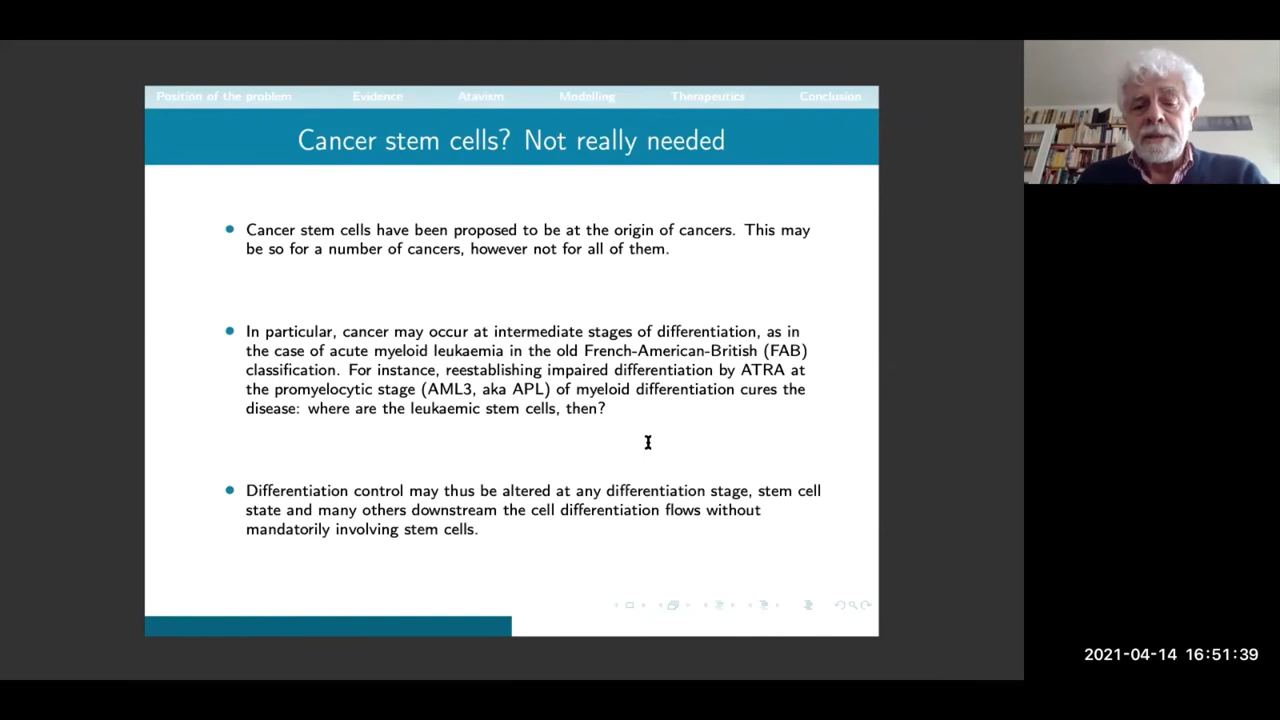 Position of the problem Evidence Atavism Modelling Therapeutics Conclusion
Cancer stem cells? Not really needed
Cancer stem cells have been proposed to be at the origin of cancers. This may
be so for a number of cancers, however not for all of them.
In particular, cancer may occur at intermediate stages of differentiation, as in
the case of acute myeloid leukaemia in the old French-American-British (FAB)
classification. For instance, reestablishing impaired differentiation by ATRA at
the promyelocytic stage (AML3, aka APL) of myeloid differentiation cures the
disease: where are the leukaemic stem cells, then?
Differentiation control may thus be altered at any differentiation stage, stem cell
state and many others downstream the cell differentiation flows without
mandatorily involving stem cells.
2021-04-14 16:51:39